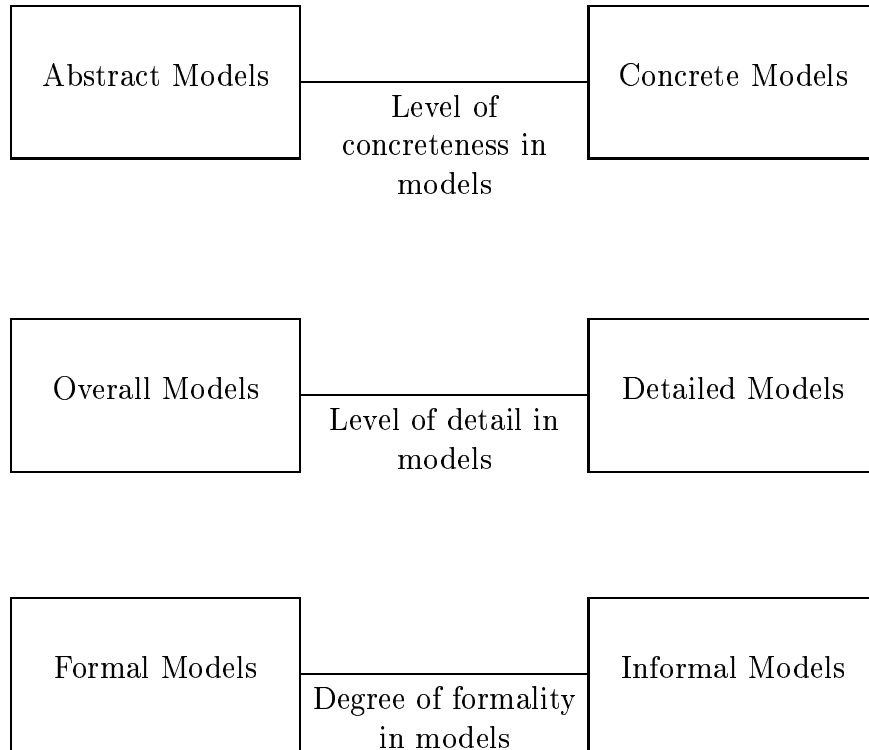 Abstract Models
Concrete Models
Level of
concreteness in
models
Overall Models
Detailed Models
Level of detail in
models
Formal Models
Informal Models
Degree of formality
in models